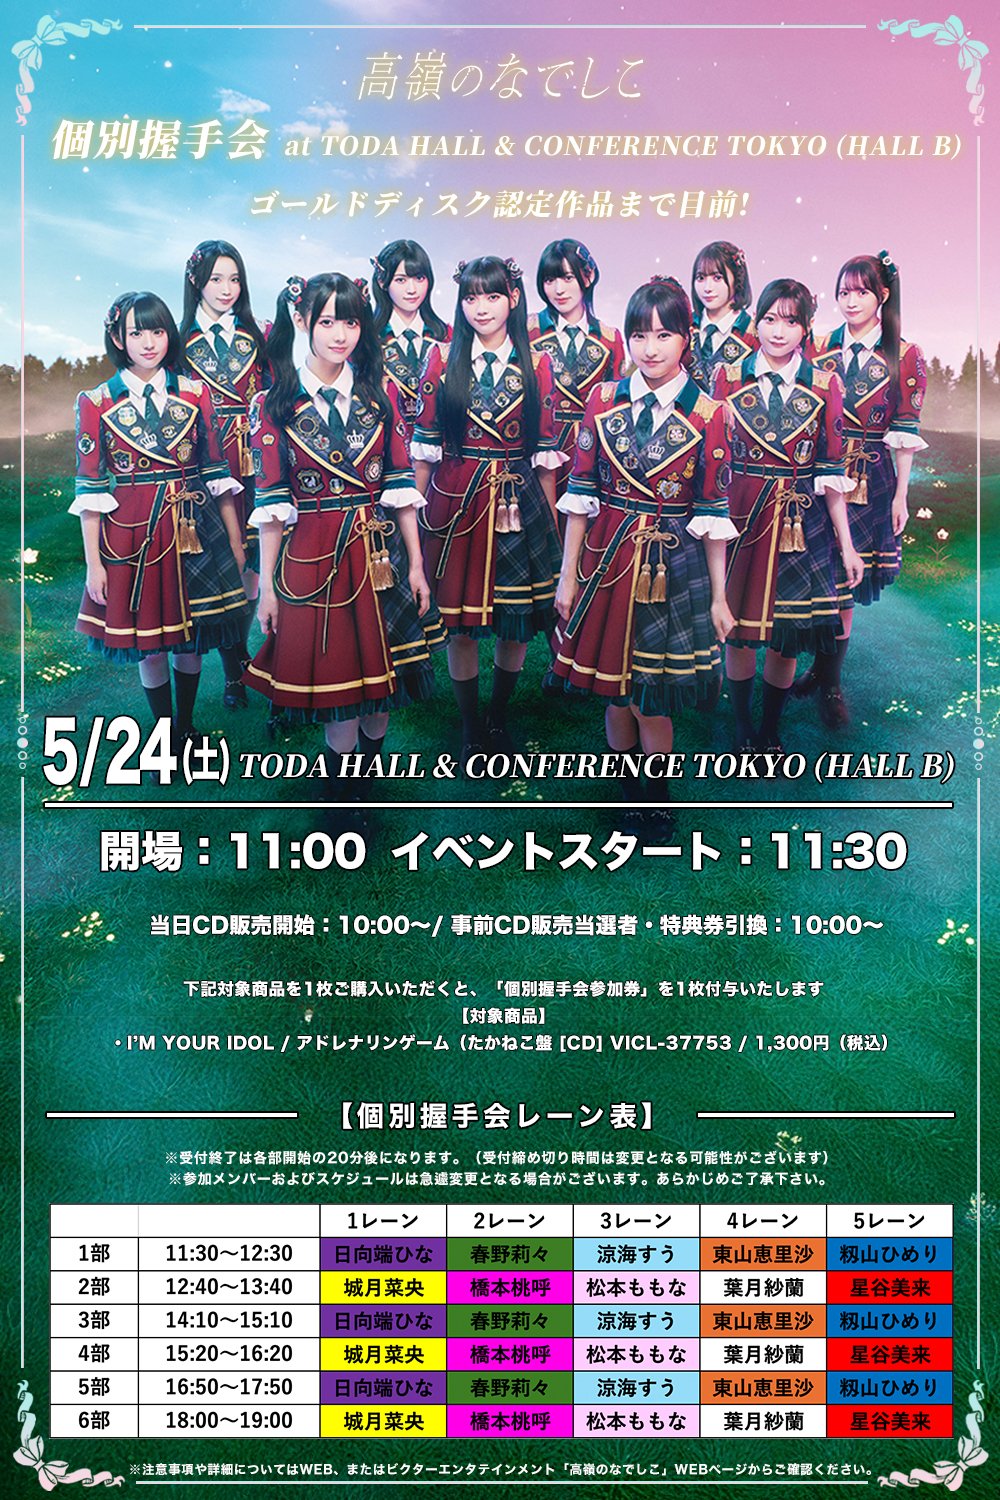 高嶺のなでしこ
個別握手会 at TODA HALL & CONFERENCE TOKYO (HALL B)
ゴールドディスク認定作品まで目前!
5/24(土) TODA HALL & CONFERENCE TOKYO (HALL B)
開場：11:00 イベントスタート：11:30
当日CD販売開始：10:00〜/ 事前CD販売当選者・特典券引換：10:00〜
下記対象商品を1枚ご購入いただくと、「個別握手会参加券」を1枚付与いたします
【対象商品】
・I'M YOUR IDOL / アドレナリンゲーム（たかねこ盤 [CD] VICL-37753 / 1,300円（税込）
【個別握手会レーン表】
※受付終了は各部開始の20分後になります。（受付締め切り時間は変更となる可能性がございます）
※参加メンバーおよびスケジュールは急遽変更となる場合がございます。あらかじめご了承下さい。
1レーン 2レーン 3レーン 4レーン 5レーン
1部 11:30〜12:30 日向端ひな 春野莉々 涼海すう 東山恵里沙 籾山ひめり
2部 12:40〜13:40 城月菜央 橋本桃呼 松本ももな 葉月紗蘭 星谷美来
3部 14:10〜15:10 日向端ひな 春野莉々 涼海すう 東山恵里沙 籾山ひめり
4部 15:20〜16:20 城月菜央 橋本桃呼 松本ももな 葉月紗蘭 星谷美来
5部 16:50〜17:50 日向端ひな 春野莉々 涼海すう 東山恵里沙 籾山ひめり
6部 18:00〜19:00 城月菜央 橋本桃呼 松本ももな 葉月紗蘭 星谷美来
※注意事項や詳細についてはWEB、またはビクターエンタテインメント「高嶺のなでしこ」WEBページからご確認ください。